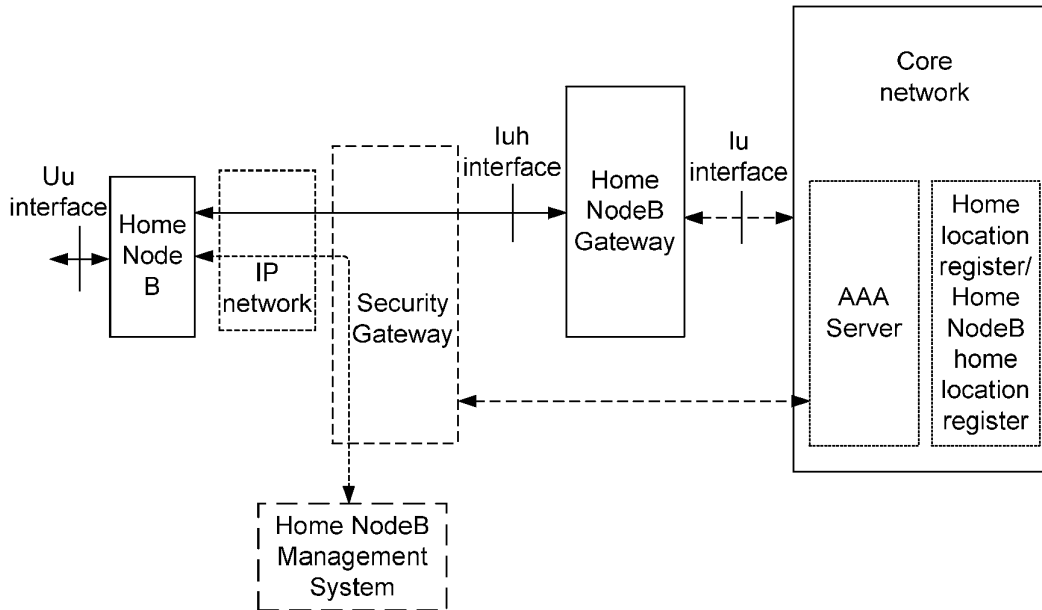 Core
network
Iuh
interface
Iu
interface
Uu
interface
Home
Node
B
IP
network
Security
Gateway
Home
NodeB
Gateway
AAA
Server
Home
location
register/
Home
NodeB
home
location
register
Home NodeB
Management
System